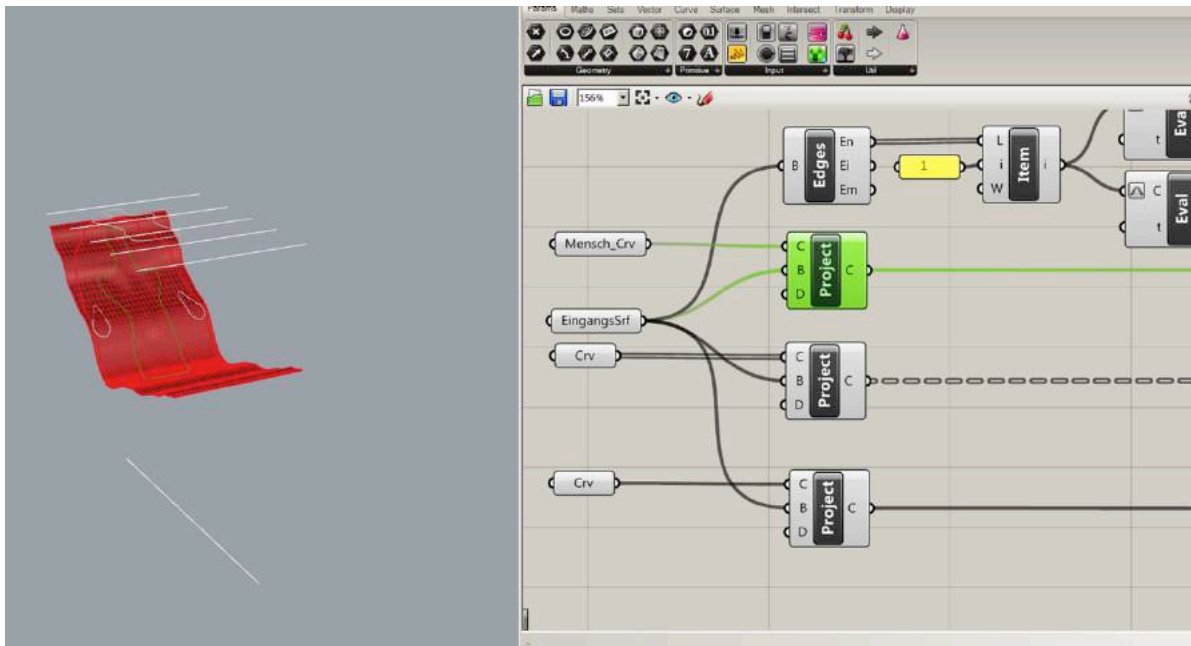 Params Maths Sets Vector Curve Surface Mesh Intersect Transform Display
Geometry Primitive Input Util
156%
B Edges En Ei Em
1
L i W Item i
t Eva
C t Eval
Mensch_Crv
C B D Project C
EingangsSrf
Crv
C B D Project C
Crv
C B D Project C